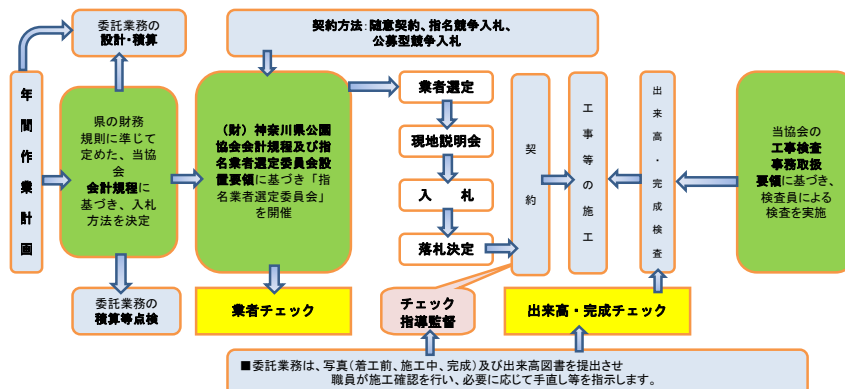 委託業務の
設計・積算
契約方法：随意契約、指名競争入札、
公募型競争入札
年間作業計画
県の財務
規則に準じて
定めた、当協
会
会計規程に
基づき、入札
方法を決定
（財）神奈川県公園
協会会計規程及び指
名業者選定委員会設
置要領に基づき「指
名業者選定委員会」
を開催
業者選定
現地説明会
入　札
落札決定
契約
工事等の施工
出来高・完成検査
当協会の
工事検査
事務取扱
要領に基づき、
検査員による
検査を実施
委託業務の
積算等点検
業者チェック
チェック
指導監督
出来高・完成チェック
■委託業務は、写真（着工前、施工中、完成）及び出来高図書を提出させ
職員が施工確認を行い、必要に応じて手直し等を指示します。